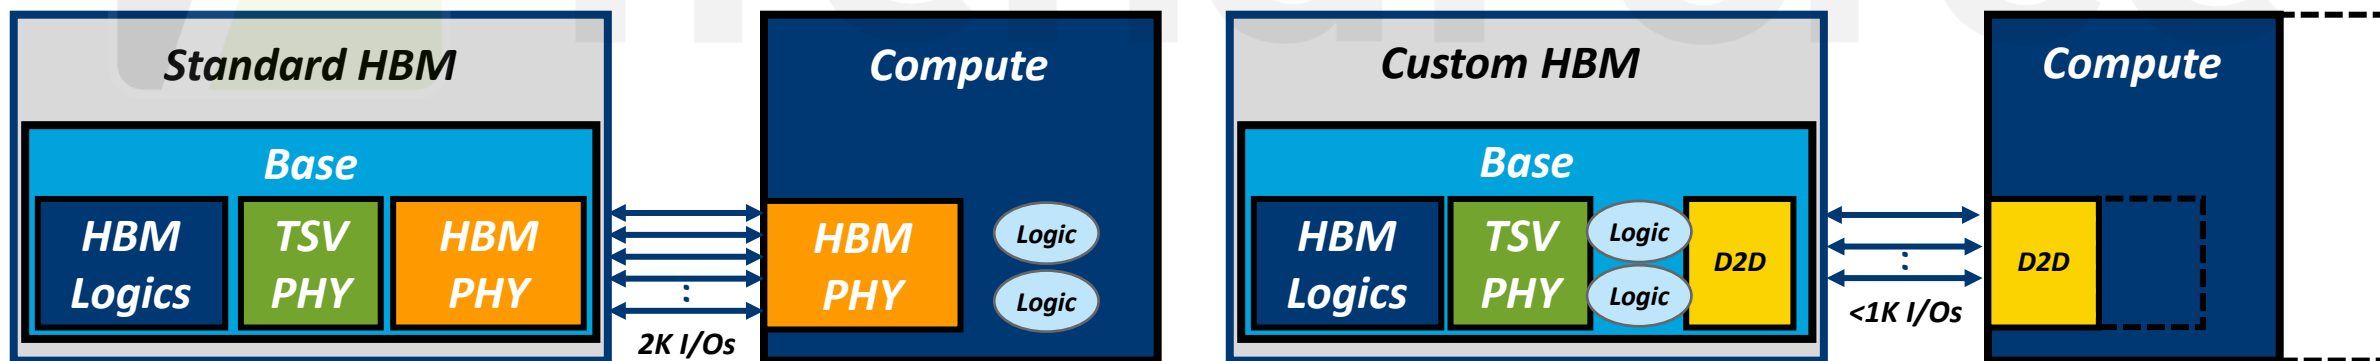 Standard HBM
Compute
Base
HBM
Logics
TSV
PHY
HBM
PHY
HBM
PHY
Logic
Logic
:
2K I/Os
Custom HBM
Compute
Base
HBM
Logics
TSV
PHY
Logic
Logic
D2D
D2D
:
<1K I/Os